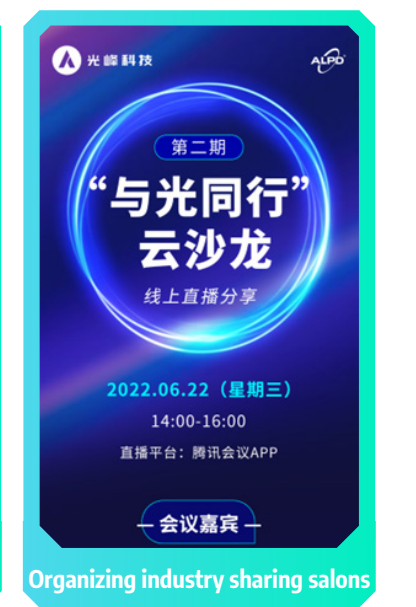 光峰科技
ALPD
第二期
“与光同行”
云沙龙
线上直播分享
2022.06.22（星期三）
14:00-16:00
直播平台：腾讯会议APP
会议嘉宾
Organizing industry sharing salons